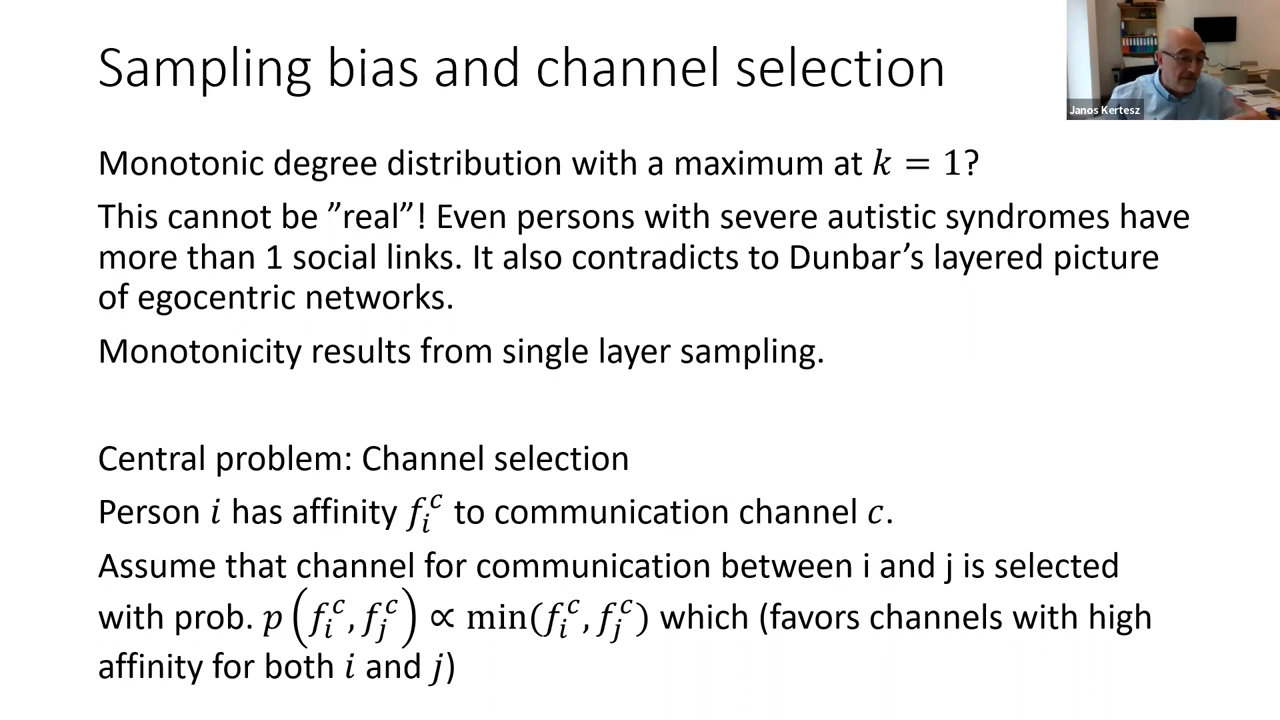 Sampling bias and channel selection
Janos Kertesz
Monotonic degree distribution with a maximum at k = 1?
This cannot be ”real”! Even persons with severe autistic syndromes have
more than 1 social links. It also contradicts to Dunbar’s layered picture
of egocentric networks.
Monotonicity results from single layer sampling.
Central problem: Channel selection
Person i has affinity f_i^c to communication channel c.
Assume that channel for communication between i and j is selected
with prob. p(f_i^c, f_j^c) ∝ min(f_i^c, f_j^c) which (favors channels with high
affinity for both i and j)